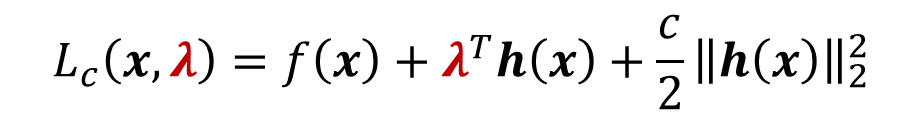 L_c(𝒙, 𝝀) = f(𝒙) + 𝝀^T 𝒉(𝒙) + c/2 ‖𝒉(𝒙)‖_2^2